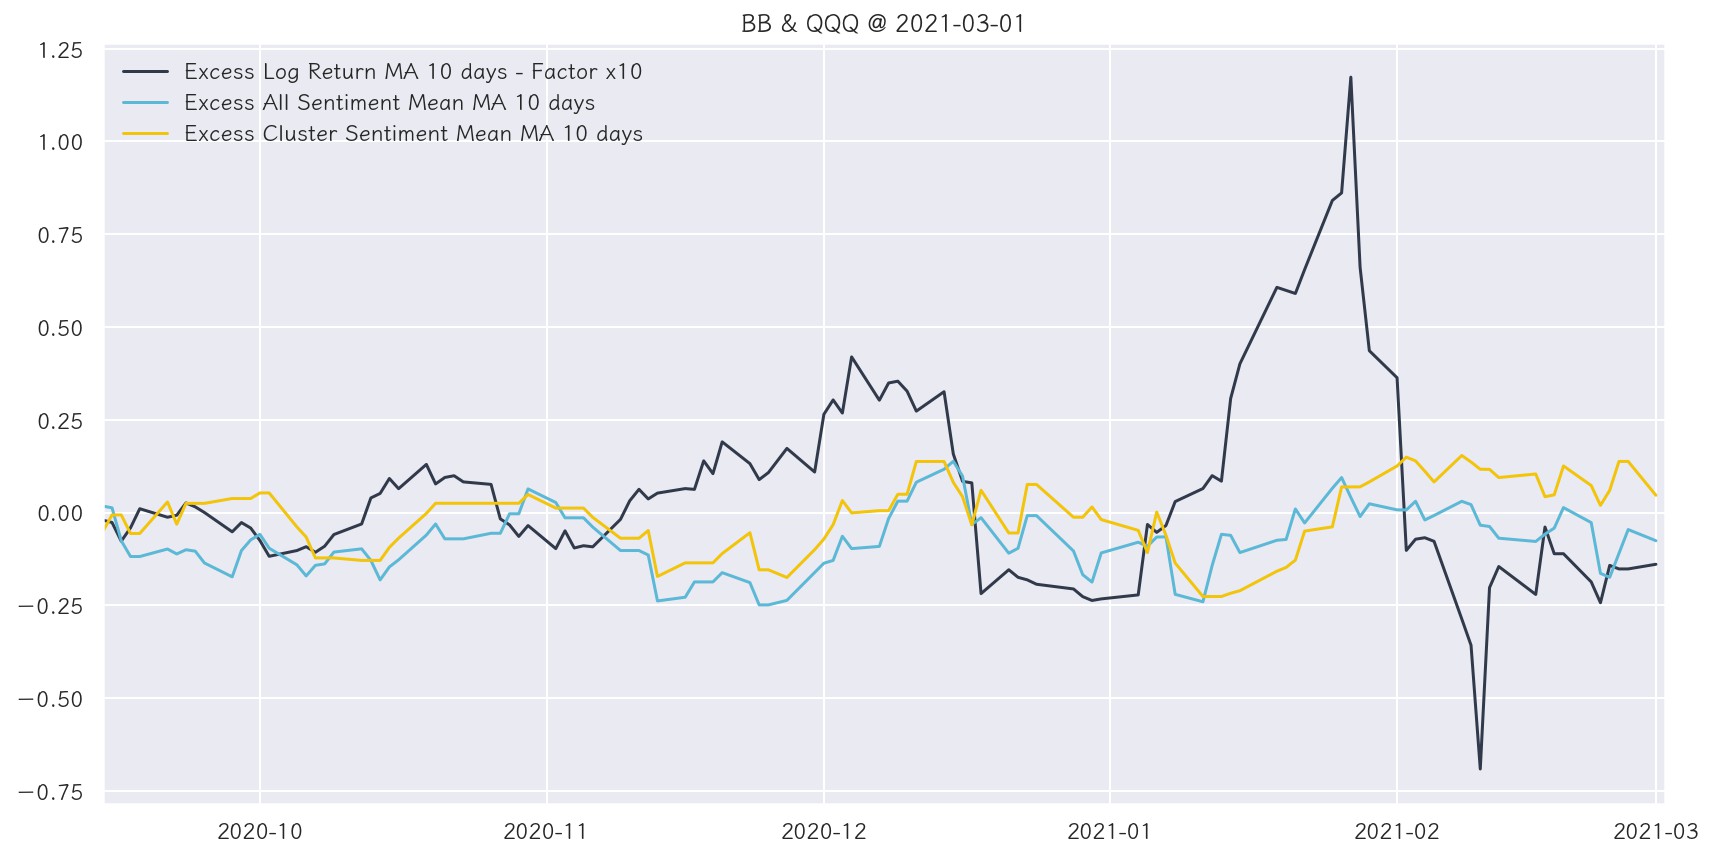 BB & QQQ @ 2021-03-01
Excess Log Return MA 10 days - Factor x10
Excess All Sentiment Mean MA 10 days
Excess Cluster Sentiment Mean MA 10 days
1.25
1.00
0.75
0.50
0.25
0.00
−0.25
−0.50
−0.75
2020-10 2020-11 2020-12 2021-01 2021-02 2021-03